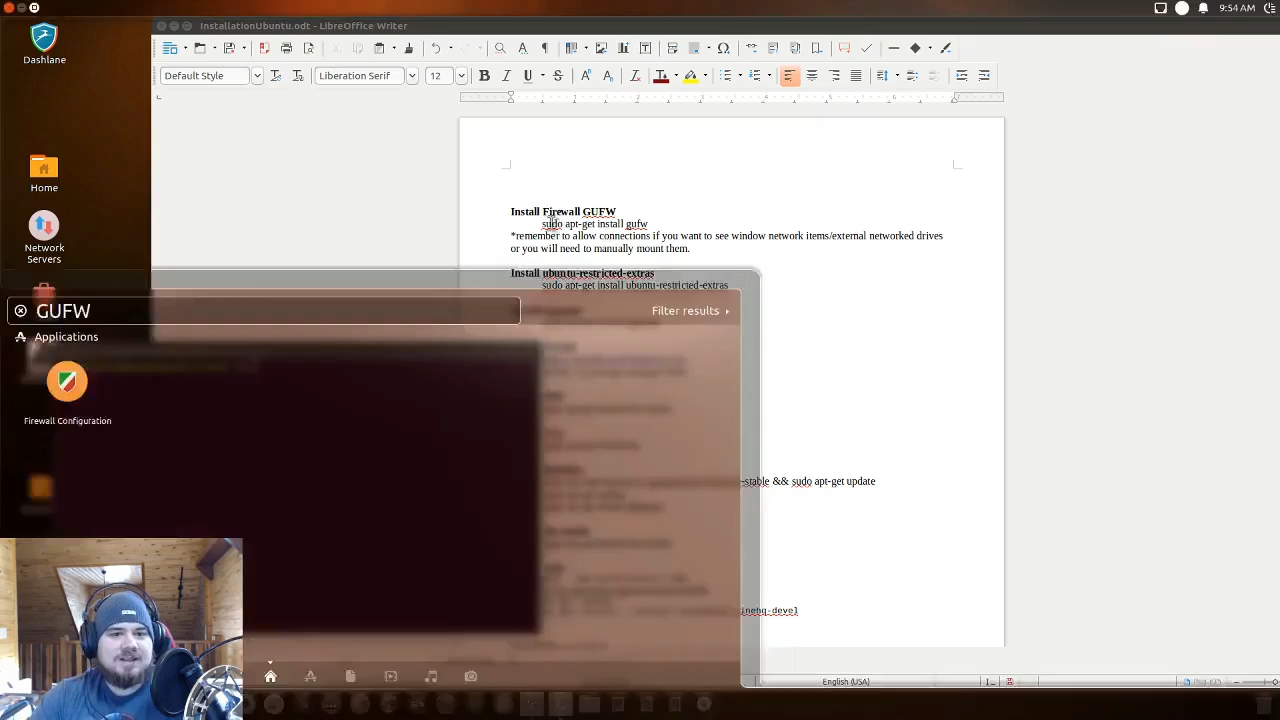 9:54 AM
InstallationUbuntu.odt - LibreOffice Writer
Dashlane
Default Style
Liberation Serif
12
Home
Network
Servers
Install Firewall GUFW
sudo apt-get install gufw
*remember to allow connections if you want to see window network items/external networked drives
or you will need to manually mount them.
Install ubuntu-restricted-extras
sudo apt-get install ubuntu-restricted-extras
GUFW
Filter results
Applications
Firewall Configuration
-stable && sudo apt-get update
inehq-devel
English (USA)